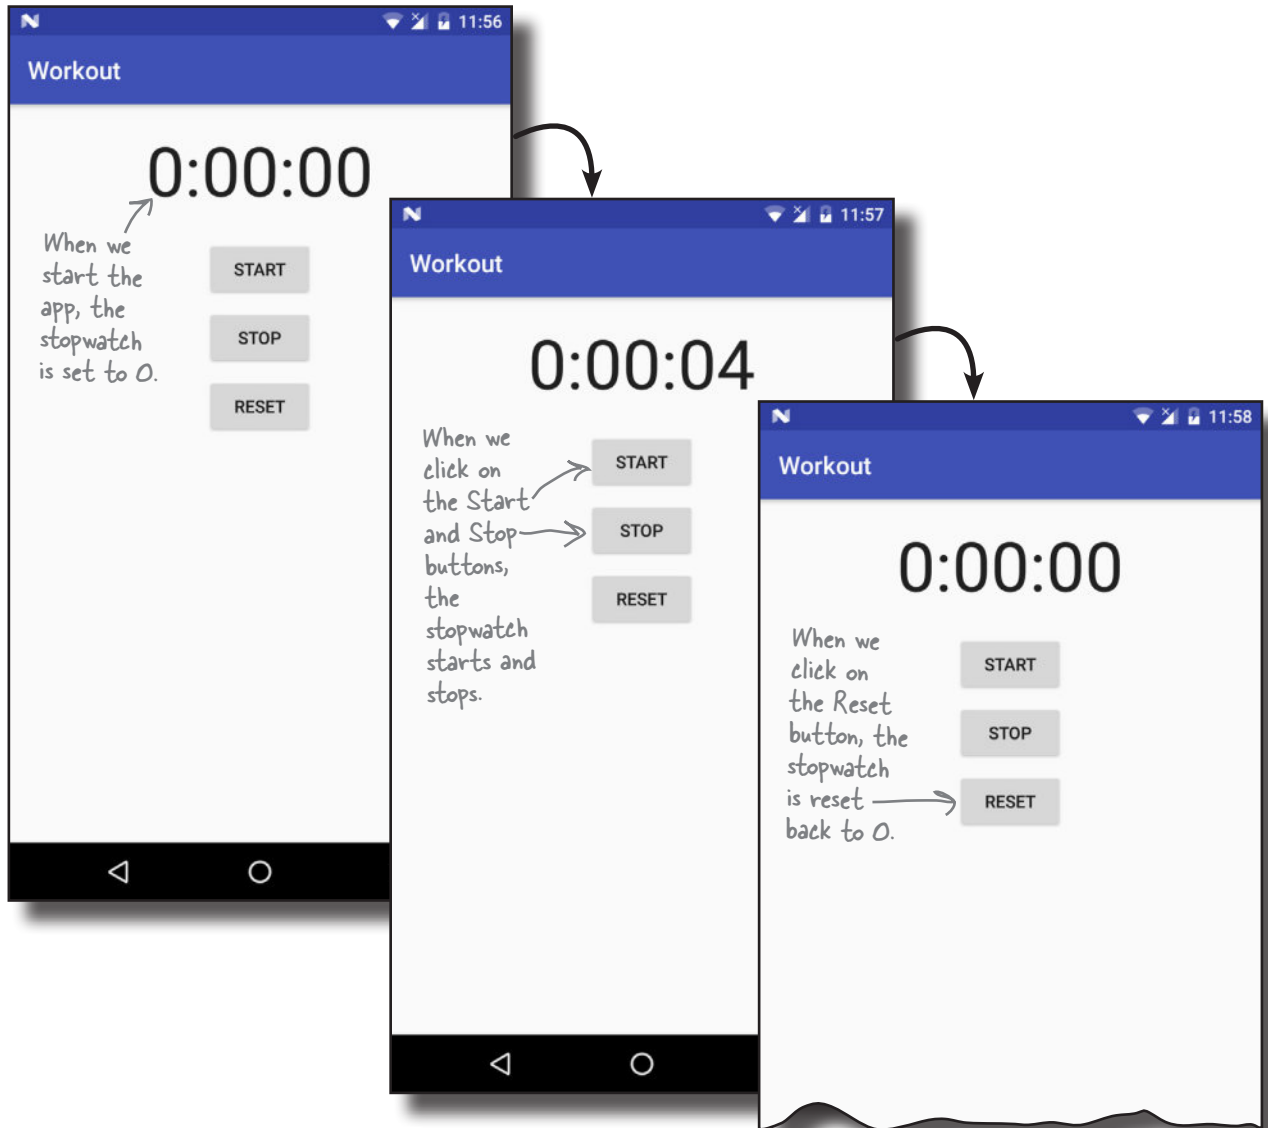 11:56
Workout
0:00:00
When we
start the
app, the
stopwatch
is set to 0.
START
STOP
RESET
11:57
Workout
0:00:04
When we
click on
the Start
and Stop
buttons,
the
stopwatch
starts and
stops.
START
STOP
RESET
11:58
Workout
0:00:00
When we
click on
the Reset
button, the
stopwatch
is reset
back to 0.
START
STOP
RESET